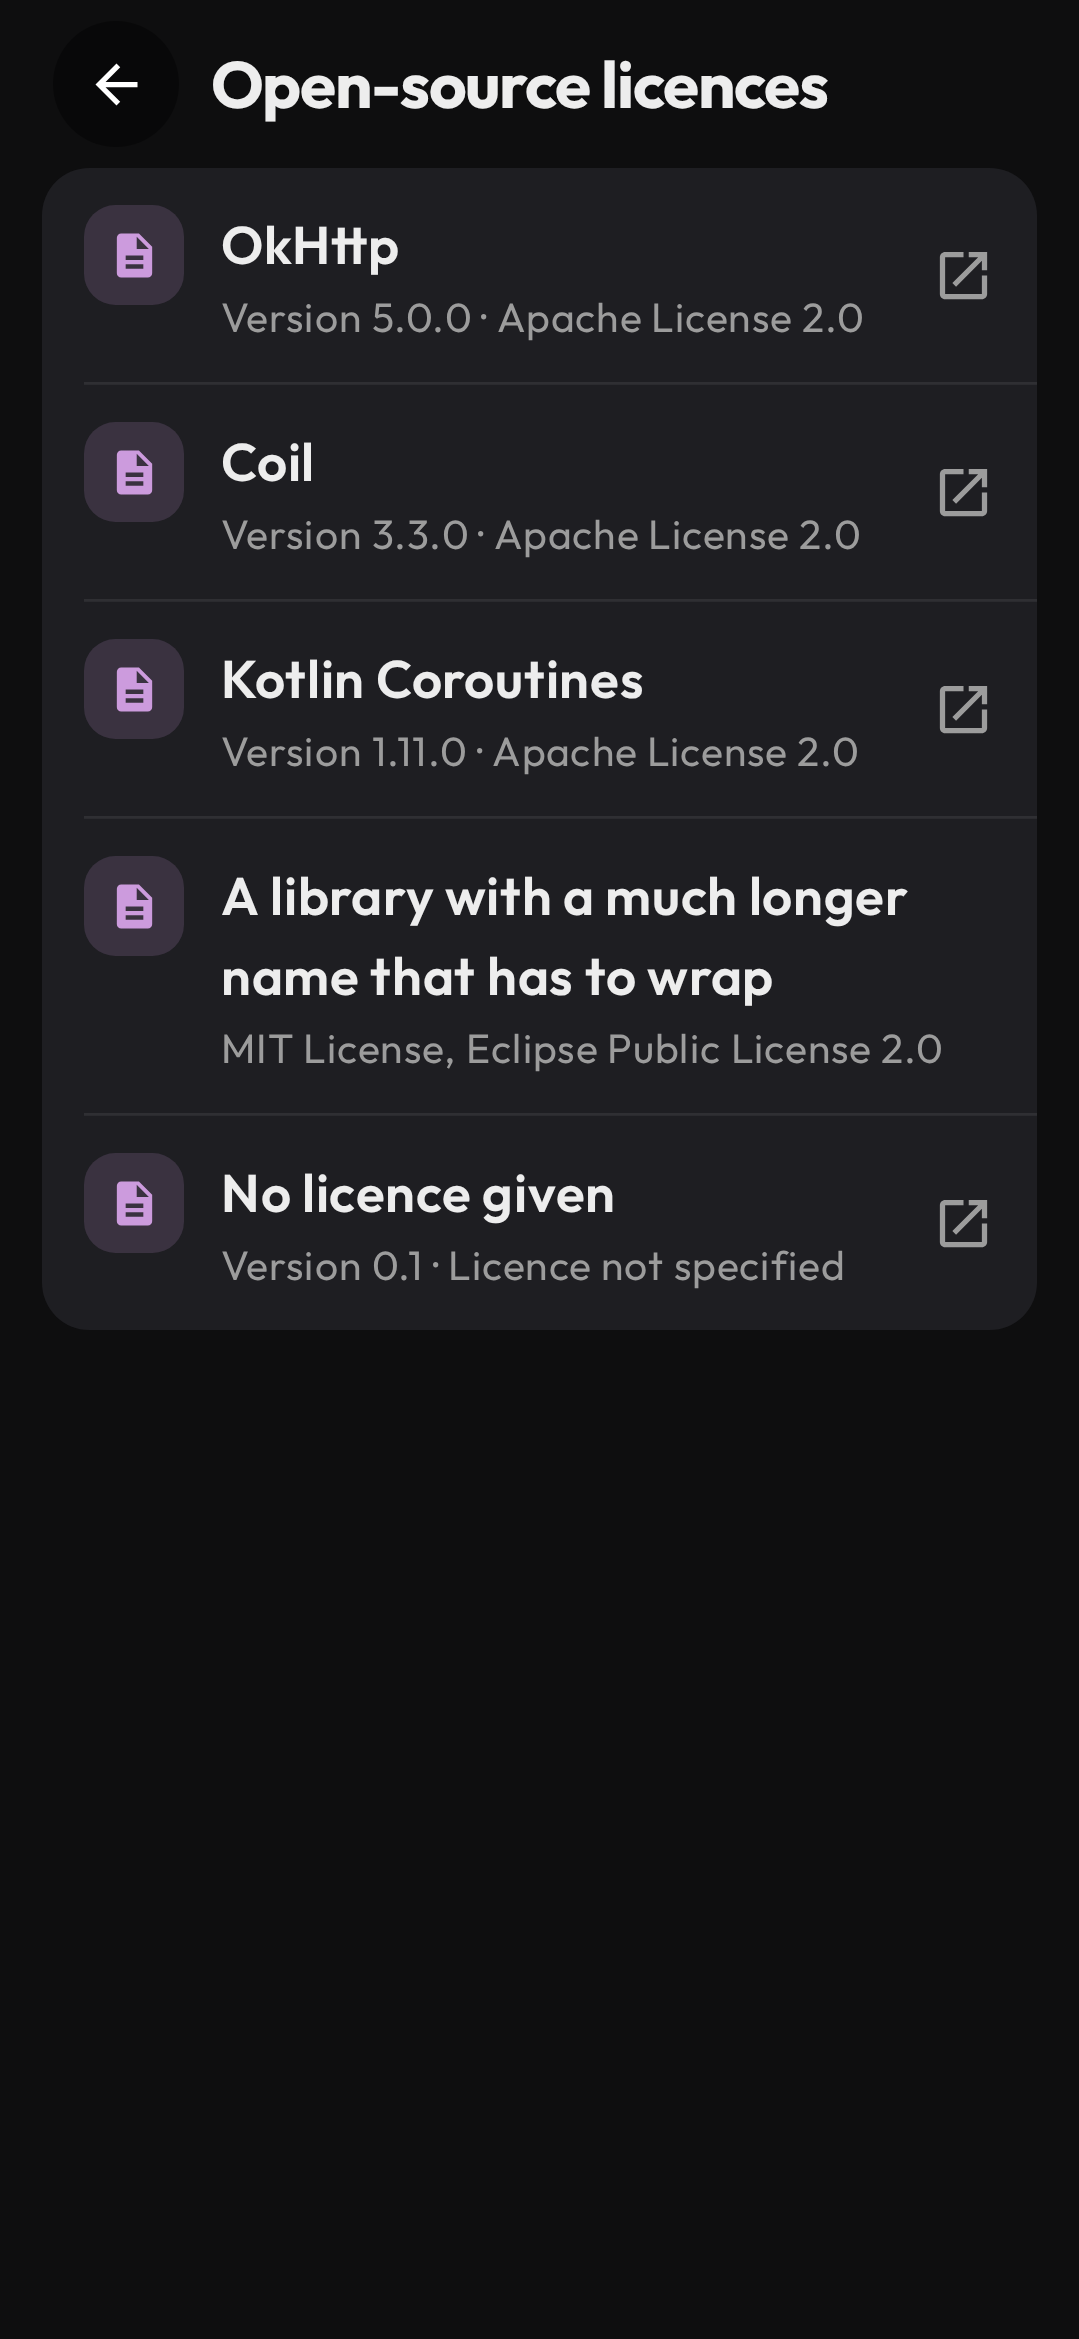 Open-source licences
OkHttp
Version 5.0.0 · Apache License 2.0
Coil
Version 3.3.0 · Apache License 2.0
Kotlin Coroutines
Version 1.11.0 · Apache License 2.0
A library with a much longer
name that has to wrap
MIT License, Eclipse Public License 2.0
No licence given
Version 0.1 · Licence not specified